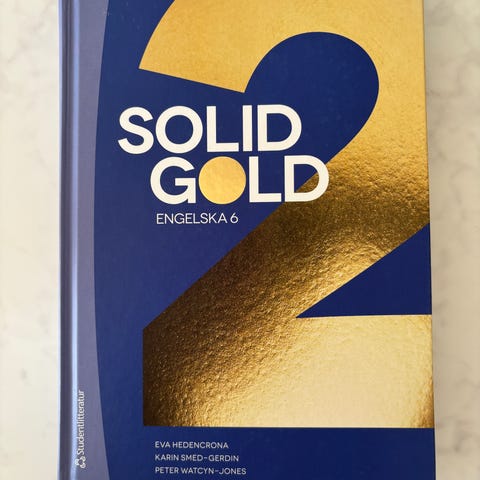 2
SOLID
GOLD
ENGELSKA 6
EVA HEDENCRONA
KARIN SMED-GERDIN
PETER WATCYN-JONES
Studentlitteratur